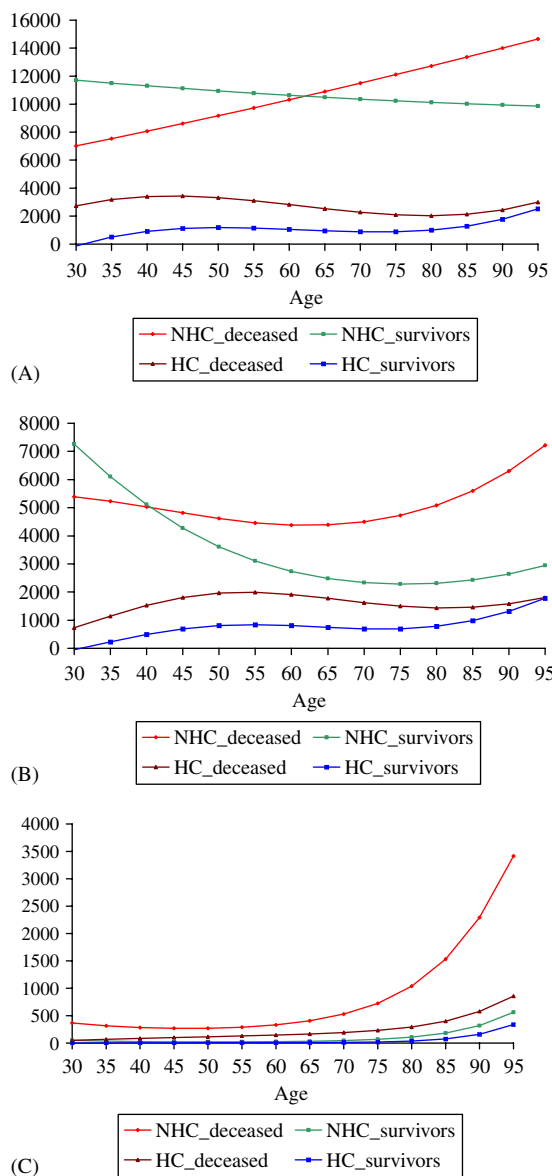 16000
14000
12000
10000
8000
6000
4000
2000
0
30 35 40 45 50 55 60 65 70 75 80 85 90 95
Age
NHC_deceased NHC_survivors
HC_deceased HC_survivors
(A)
8000
7000
6000
5000
4000
3000
2000
1000
0
30 35 40 45 50 55 60 65 70 75 80 85 90 95
Age
NHC_deceased NHC_survivors
HC_deceased HC_survivors
(B)
4000
3500
3000
2500
2000
1500
1000
500
0
30 35 40 45 50 55 60 65 70 75 80 85 90 95
Age
NHC_deceased NHC_survivors
HC_deceased HC_survivors
(C)